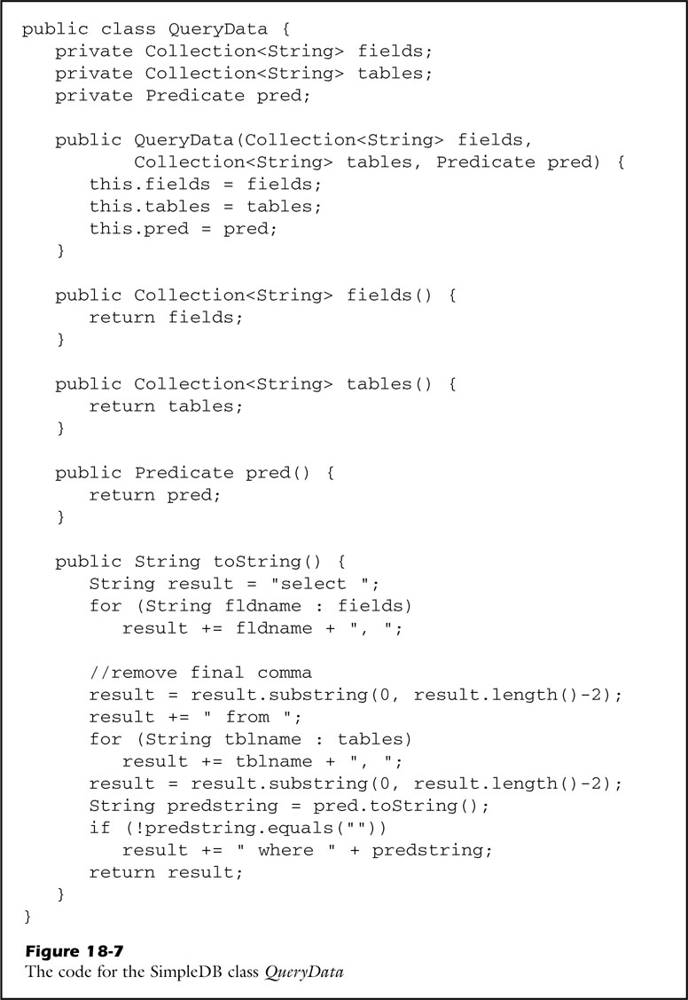 public class QueryData {
   private Collection<String> fields;
   private Collection<String> tables;
   private Predicate pred;

   public QueryData(Collection<String> fields,
          Collection<String> tables, Predicate pred) {
      this.fields = fields;
      this.tables = tables;
      this.pred = pred;
   }

   public Collection<String> fields() {
      return fields;
   }

   public Collection<String> tables() {
      return tables;
   }

   public Predicate pred() {
      return pred;
   }

   public String toString() {
      String result = "select ";
      for (String fldname : fields)
         result += fldname + ", ";

      //remove final comma
      result = result.substring(0, result.length()-2);
      result += " from ";
      for (String tblname : tables)
         result += tblname + ", ";
      result = result.substring(0, result.length()-2);
      String predstring = pred.toString();
      if (!predstring.equals(""))
         result += " where " + predstring;
      return result;
   }
}
Figure 18-7
The code for the SimpleDB class QueryData